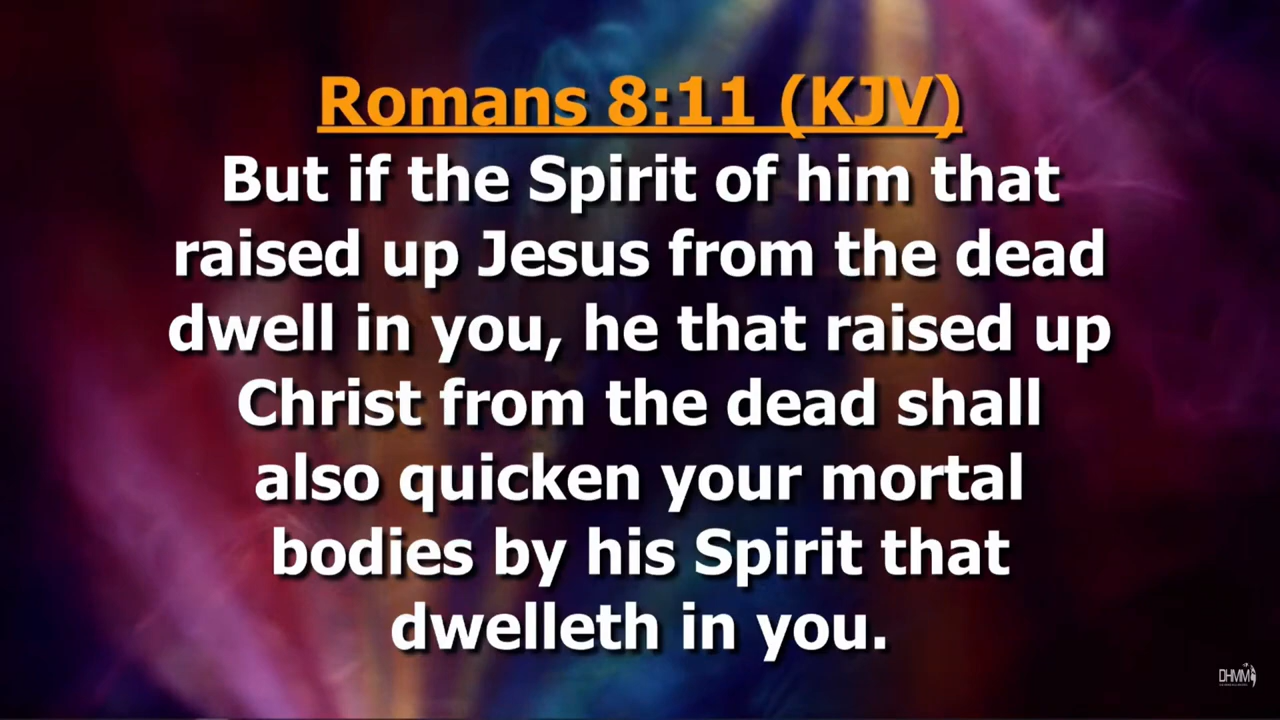 Romans 8:11 (KJV)
But if the Spirit of him that
raised up Jesus from the dead
dwell in you, he that raised up
Christ from the dead shall
also quicken your mortal
bodies by his Spirit that
dwelleth in you.
DHMM